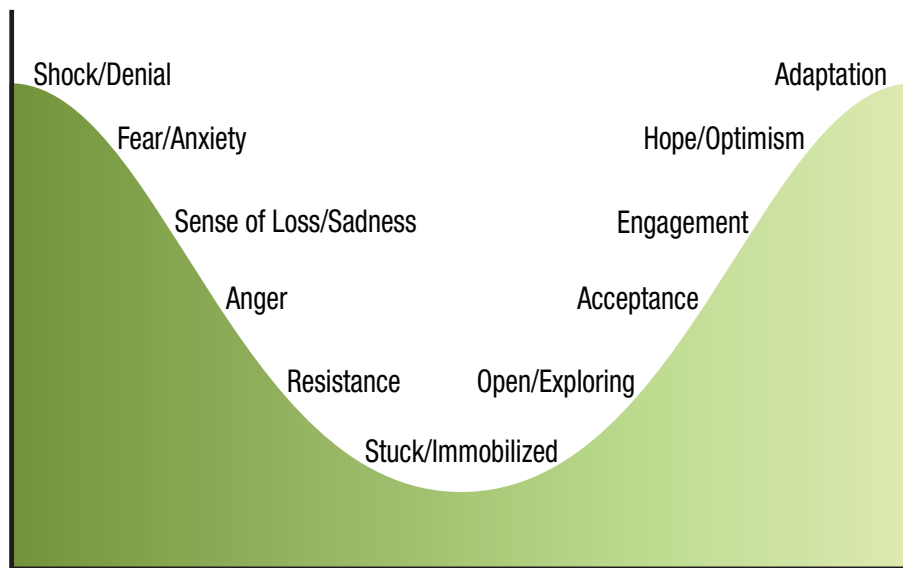 Shock/Denial
Fear/Anxiety
Sense of Loss/Sadness
Anger
Resistance
Stuck/Immobilized
Open/Exploring
Acceptance
Engagement
Hope/Optimism
Adaptation